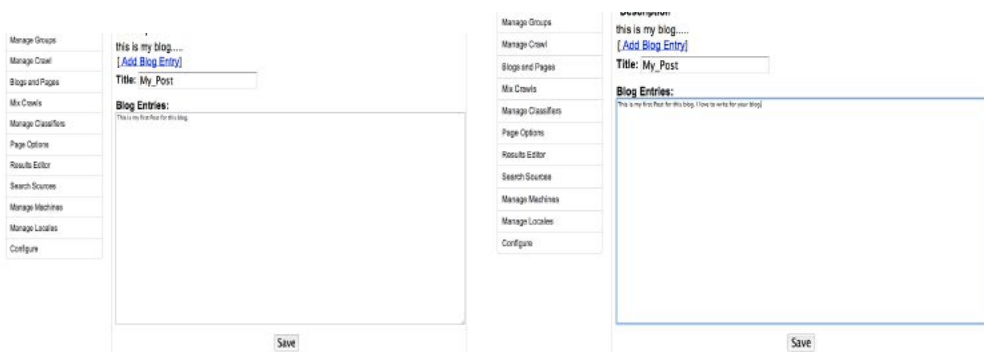 Manage Groups
Manage Crawl
Blogs and Pages
Mix Crawls
Manage Classifiers
Page Options
Results Editor
Search Sources
Manage Machines
Manage Locales
Configure
this is my blog.....
[ Add Blog Entry]
Title: My_Post
Blog Entries:
This is my first Post for this blog.
Save
Manage Groups
Manage Crawl
Blogs and Pages
Mix Crawls
Manage Classifiers
Page Options
Results Editor
Search Sources
Manage Machines
Manage Locales
Configure
Description
this is my blog.....
[ Add Blog Entry]
Title: My_Post
Blog Entries:
This is my first Post for this blog. I love to write for your blog.
Save